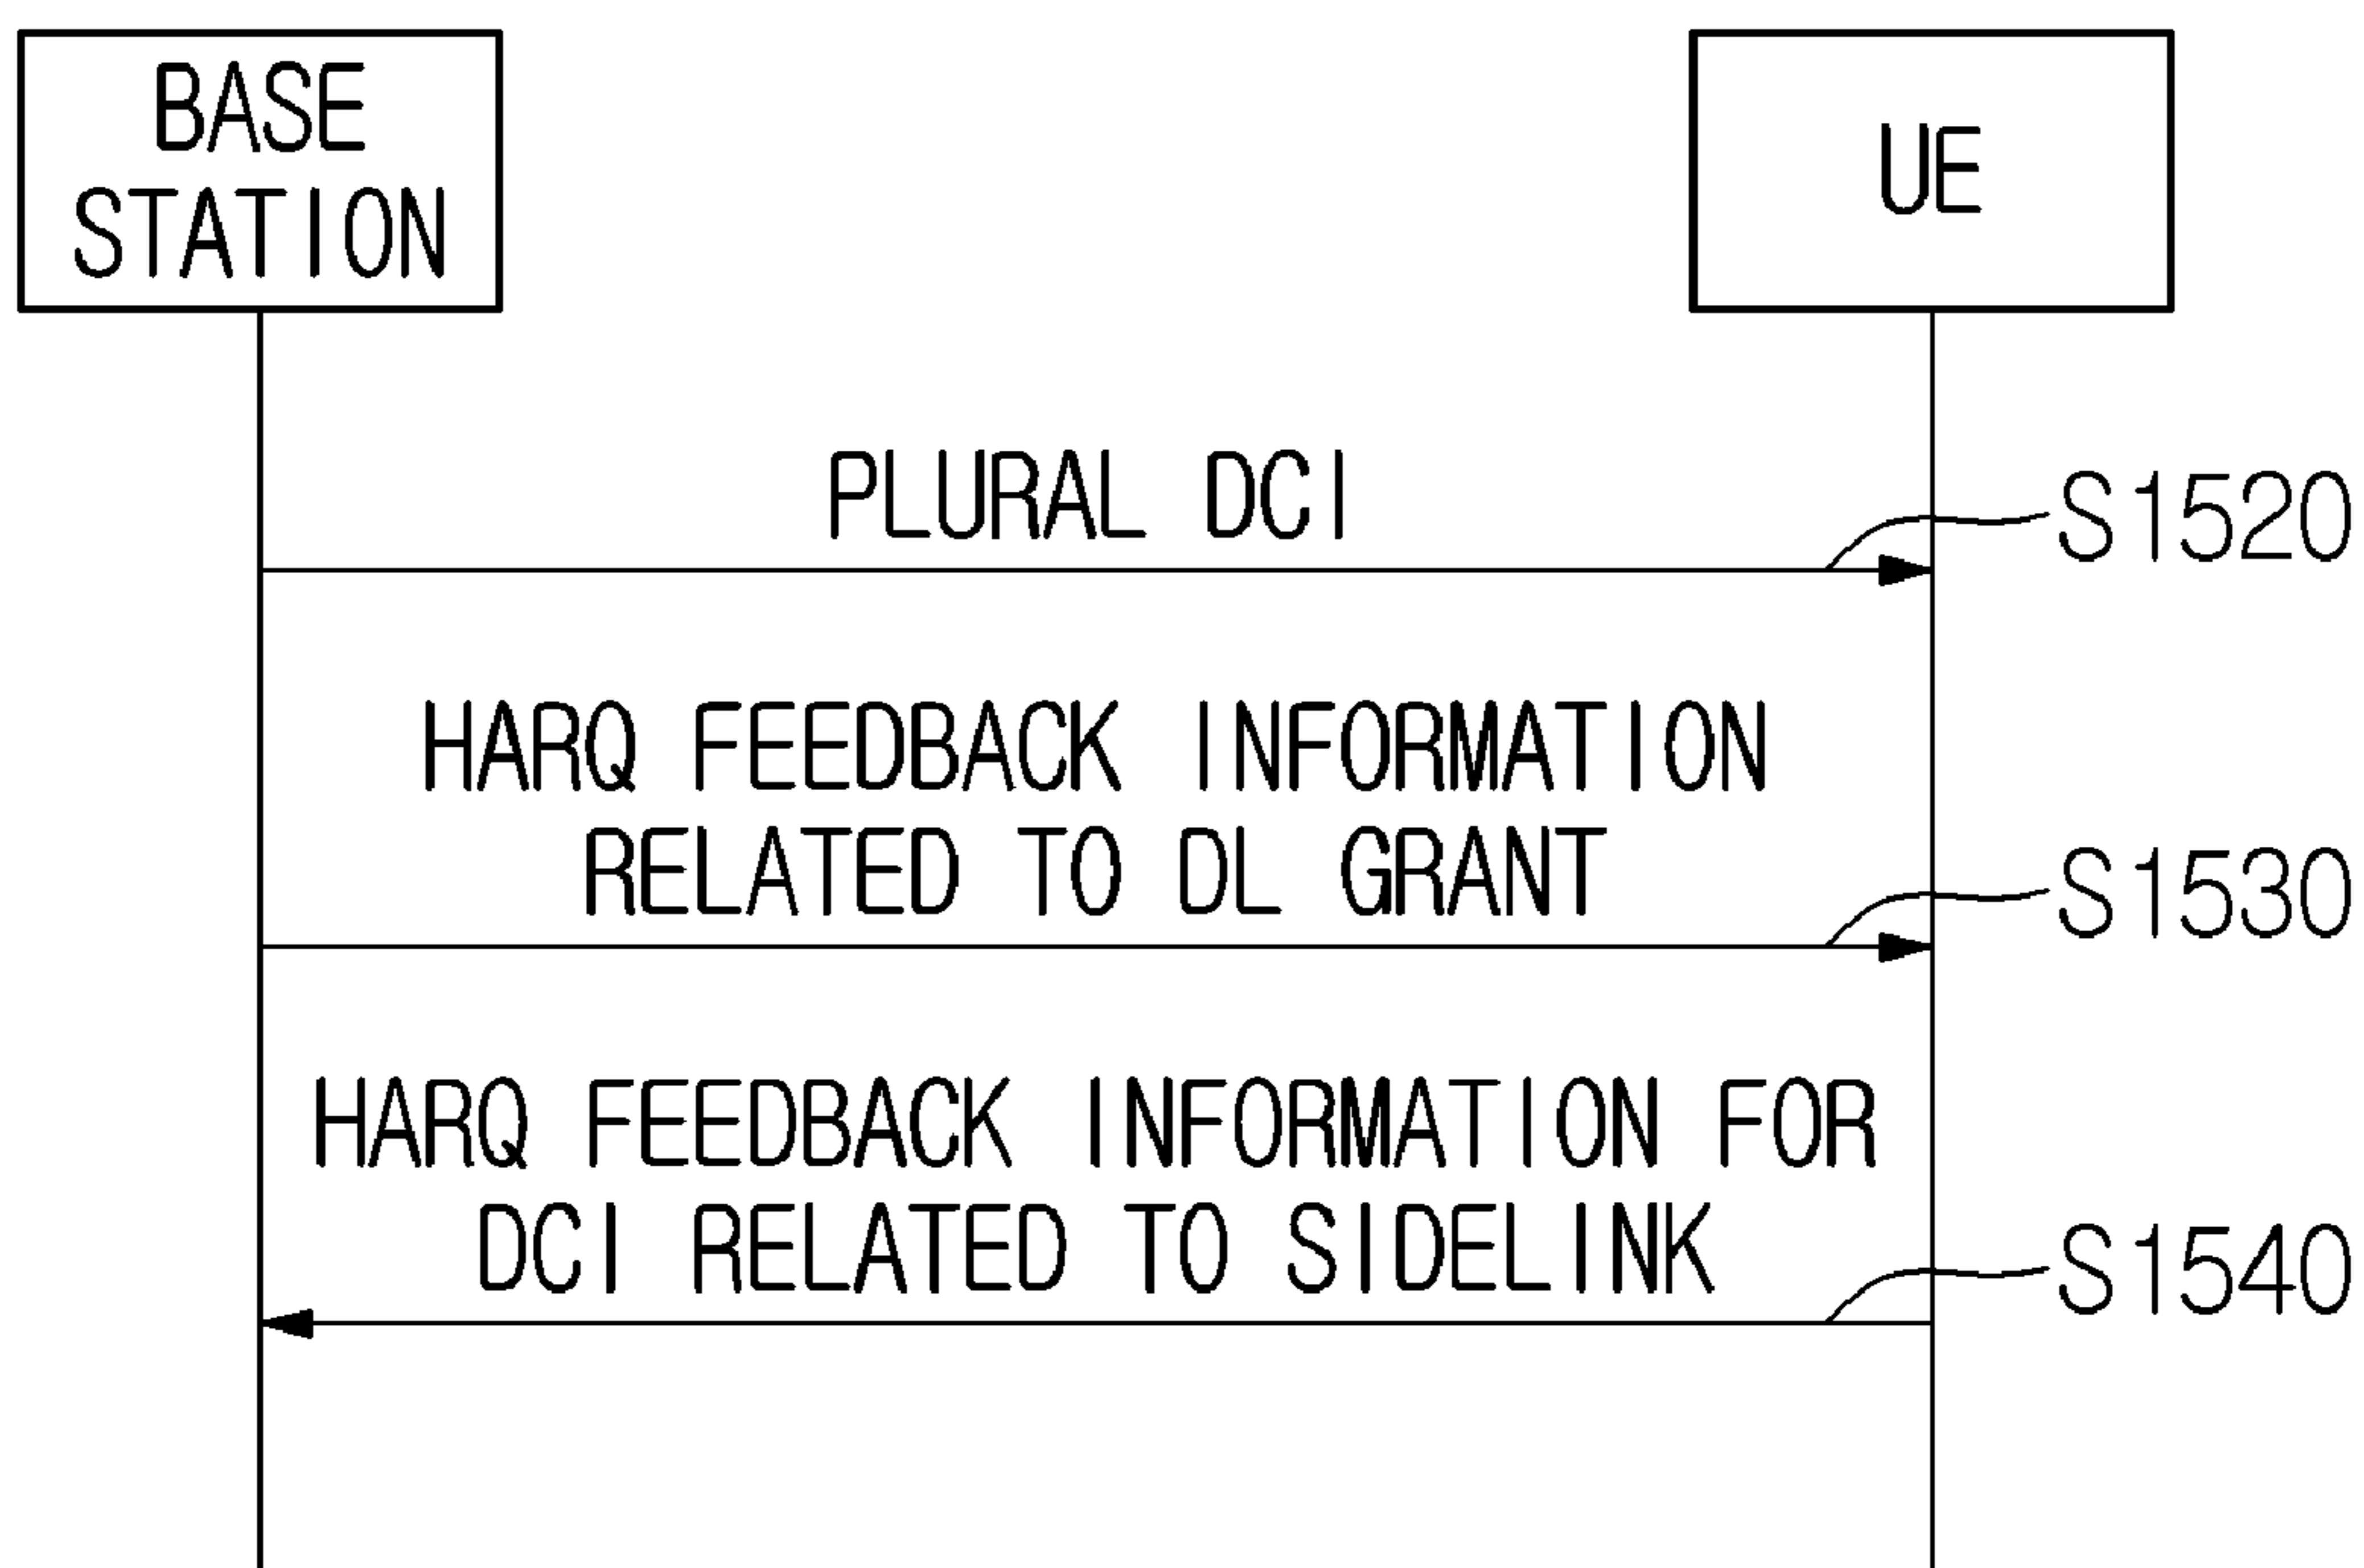 BASE
STATION
UE
PLURAL DCI
S1520
HARQ FEEDBACK INFORMATION
RELATED TO DL GRANT
S1530
HARQ FEEDBACK INFORMATION FOR
DCI RELATED TO SIDELINK
S1540